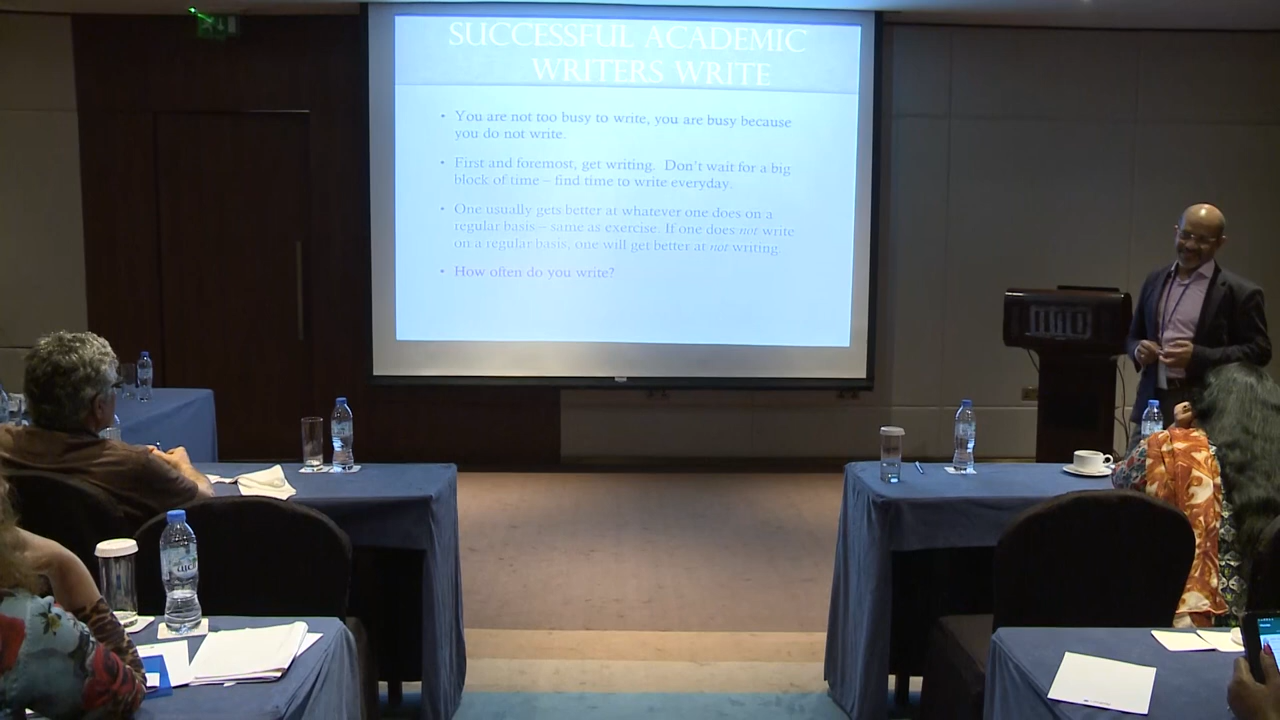 SUCCESSFUL ACADEMIC
WRITERS WRITE
• You are not too busy to write, you are busy because
you do not write.
• First and foremost, get writing. Don't wait for a big
block of time – find time to write everyday.
• One usually gets better at whatever one does on a
regular basis – same as exercise. If one does not write
on a regular basis, one will get better at not writing.
• How often do you write?